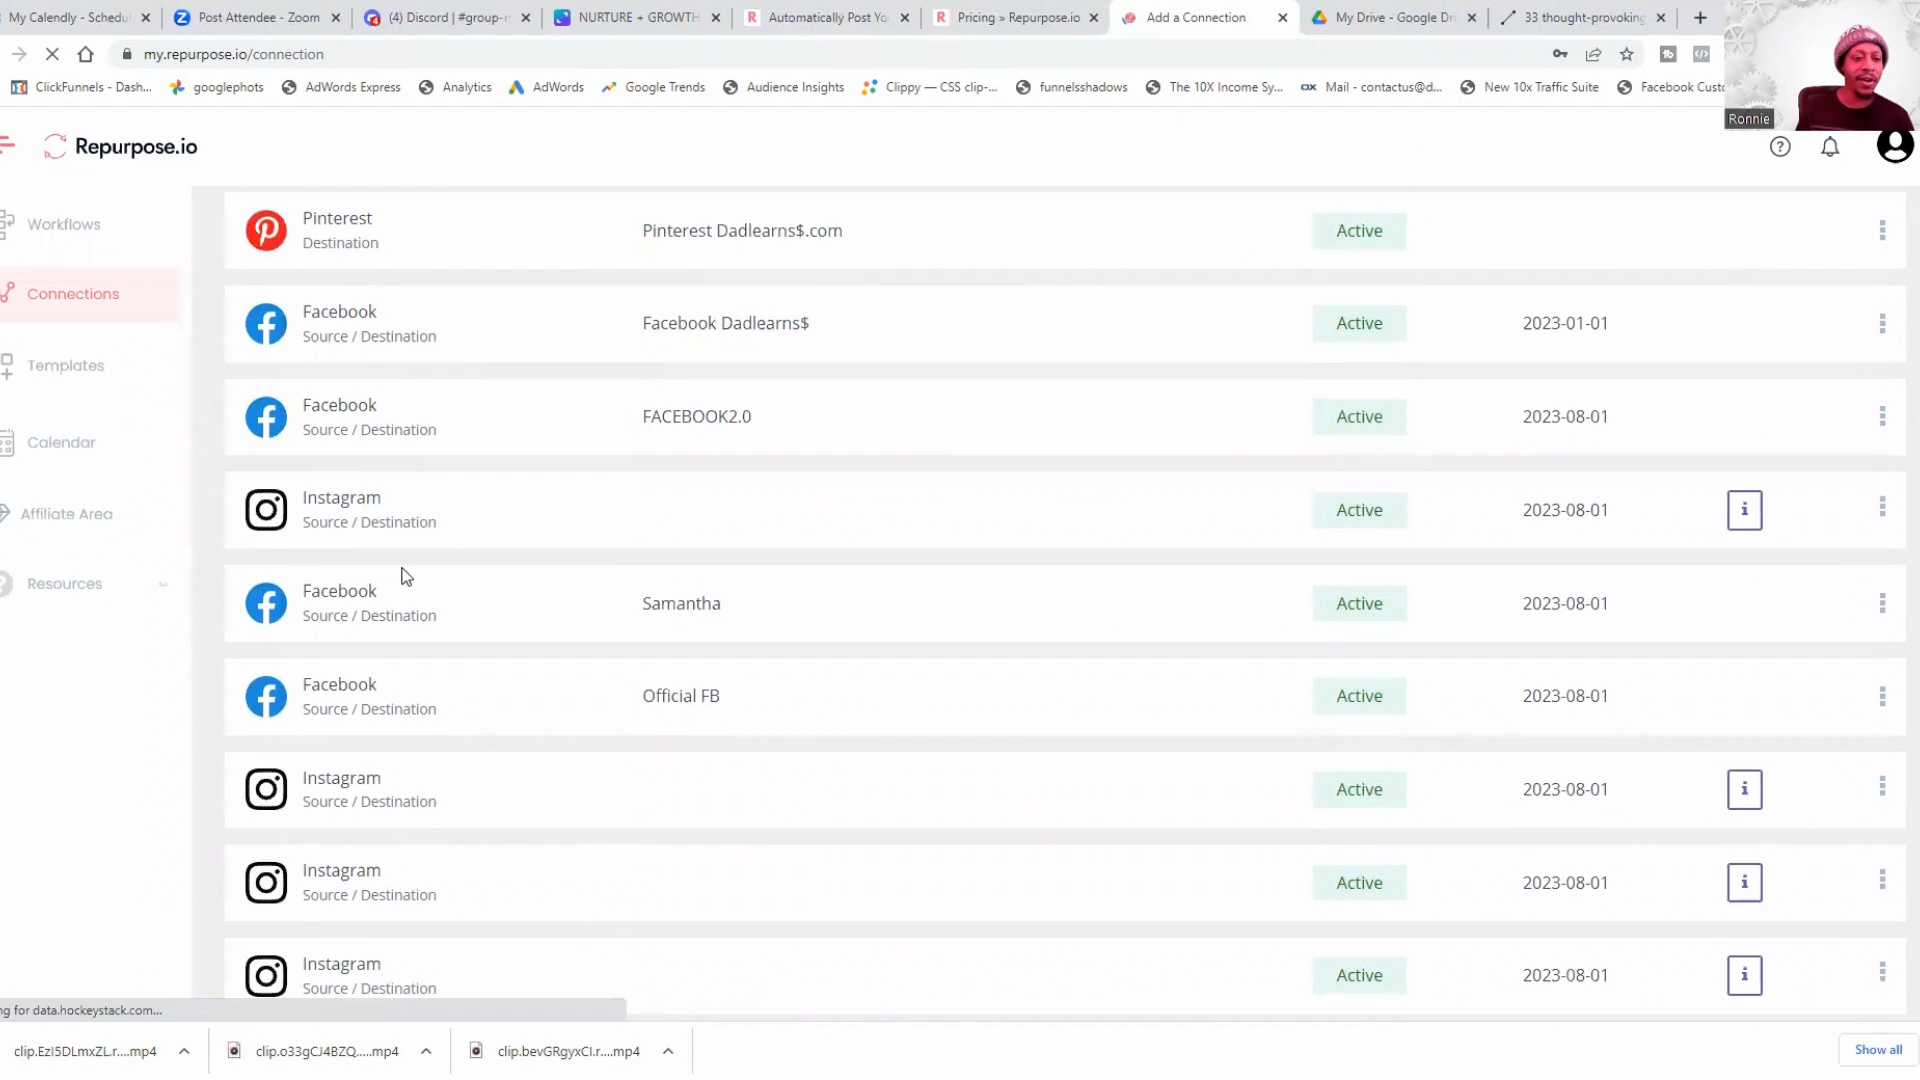 My Calendly - Schedul
Post Attendee - Zoom
(4) Discord | #group-
NURTURE + GROWTH
Automatically Post Yo
Pricing » Repurpose.io
Add a Connection
My Drive - Google Dri
33 thought-provoking
my.repurpose.io/connection
ClickFunnels - Dash...
googlephots
AdWords Express
Analytics
AdWords
Google Trends
Audience Insights
Clippy — CSS clip-...
funnelsshadows
The 10X Income Sy...
Mail - contactus@d...
New 10x Traffic Suite
Facebook Custo
Ronnie
Repurpose.io
Workflows
Connections
Templates
Calendar
Affiliate Area
Resources
Pinterest
Destination
Pinterest Dadlearns$.com
Active
Facebook
Source / Destination
Facebook Dadlearns$
Active
2023-01-01
Facebook
Source / Destination
FACEBOOK2.0
Active
2023-08-01
Instagram
Source / Destination
Active
2023-08-01
i
Facebook
Source / Destination
Samantha
Active
2023-08-01
Facebook
Source / Destination
Official FB
Active
2023-08-01
Instagram
Source / Destination
Active
2023-08-01
i
Instagram
Source / Destination
Active
2023-08-01
i
Instagram
Source / Destination
Active
2023-08-01
i
ng for data.hockeystack.com...
clip.EzI5DLmxZL.r....mp4
clip.o33gCJ4BZQ.....mp4
clip.bevGRgyxCI.r....mp4
Show all